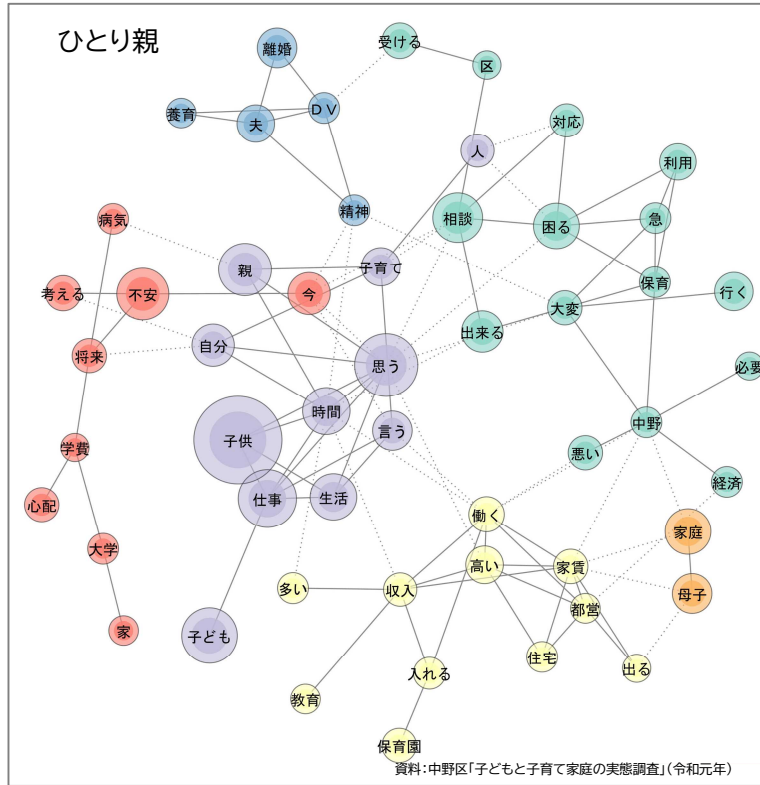 ひとり親
離婚
受ける
区
養育
夫
DV
対応
人
利用
精神
病気
相談
困る
急
親
子育て
考える
不安
今
保育
行く
大変
自分
出来る
将来
思う
必要
時間
中野
子供
言う
学費
悪い
経済
心配
仕事
生活
働く
家庭
大学
高い
家賃
多い
収入
母子
都営
家
子ども
住宅
出る
入れる
教育
保育園
資料:中野区「子どもと子育て家庭の実態調査」(令和元年)